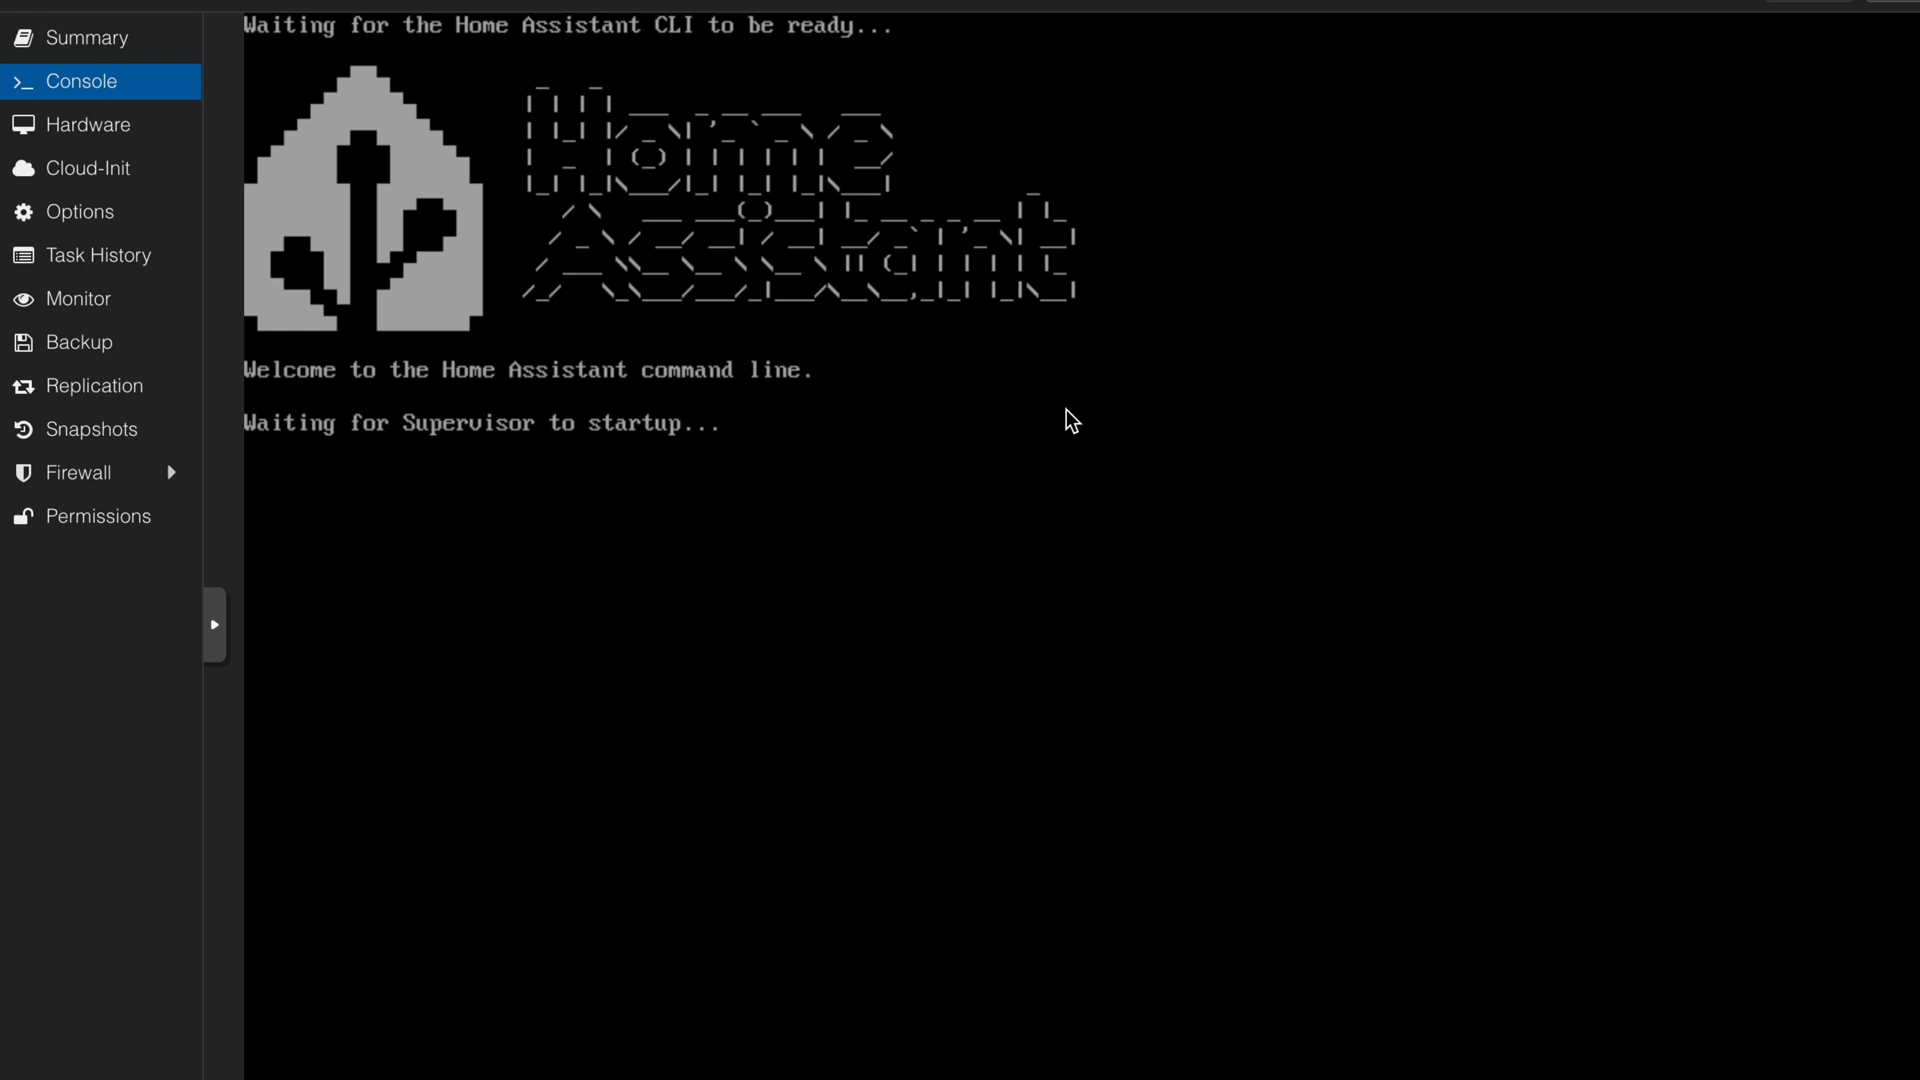 Summary
Console
Hardware
Cloud-Init
Options
Task History
Monitor
Backup
Replication
Snapshots
Firewall
Permissions
Waiting for the Home Assistant CLI to be ready...
Home
Assistant
Welcome to the Home Assistant command line.
Waiting for Supervisor to startup...